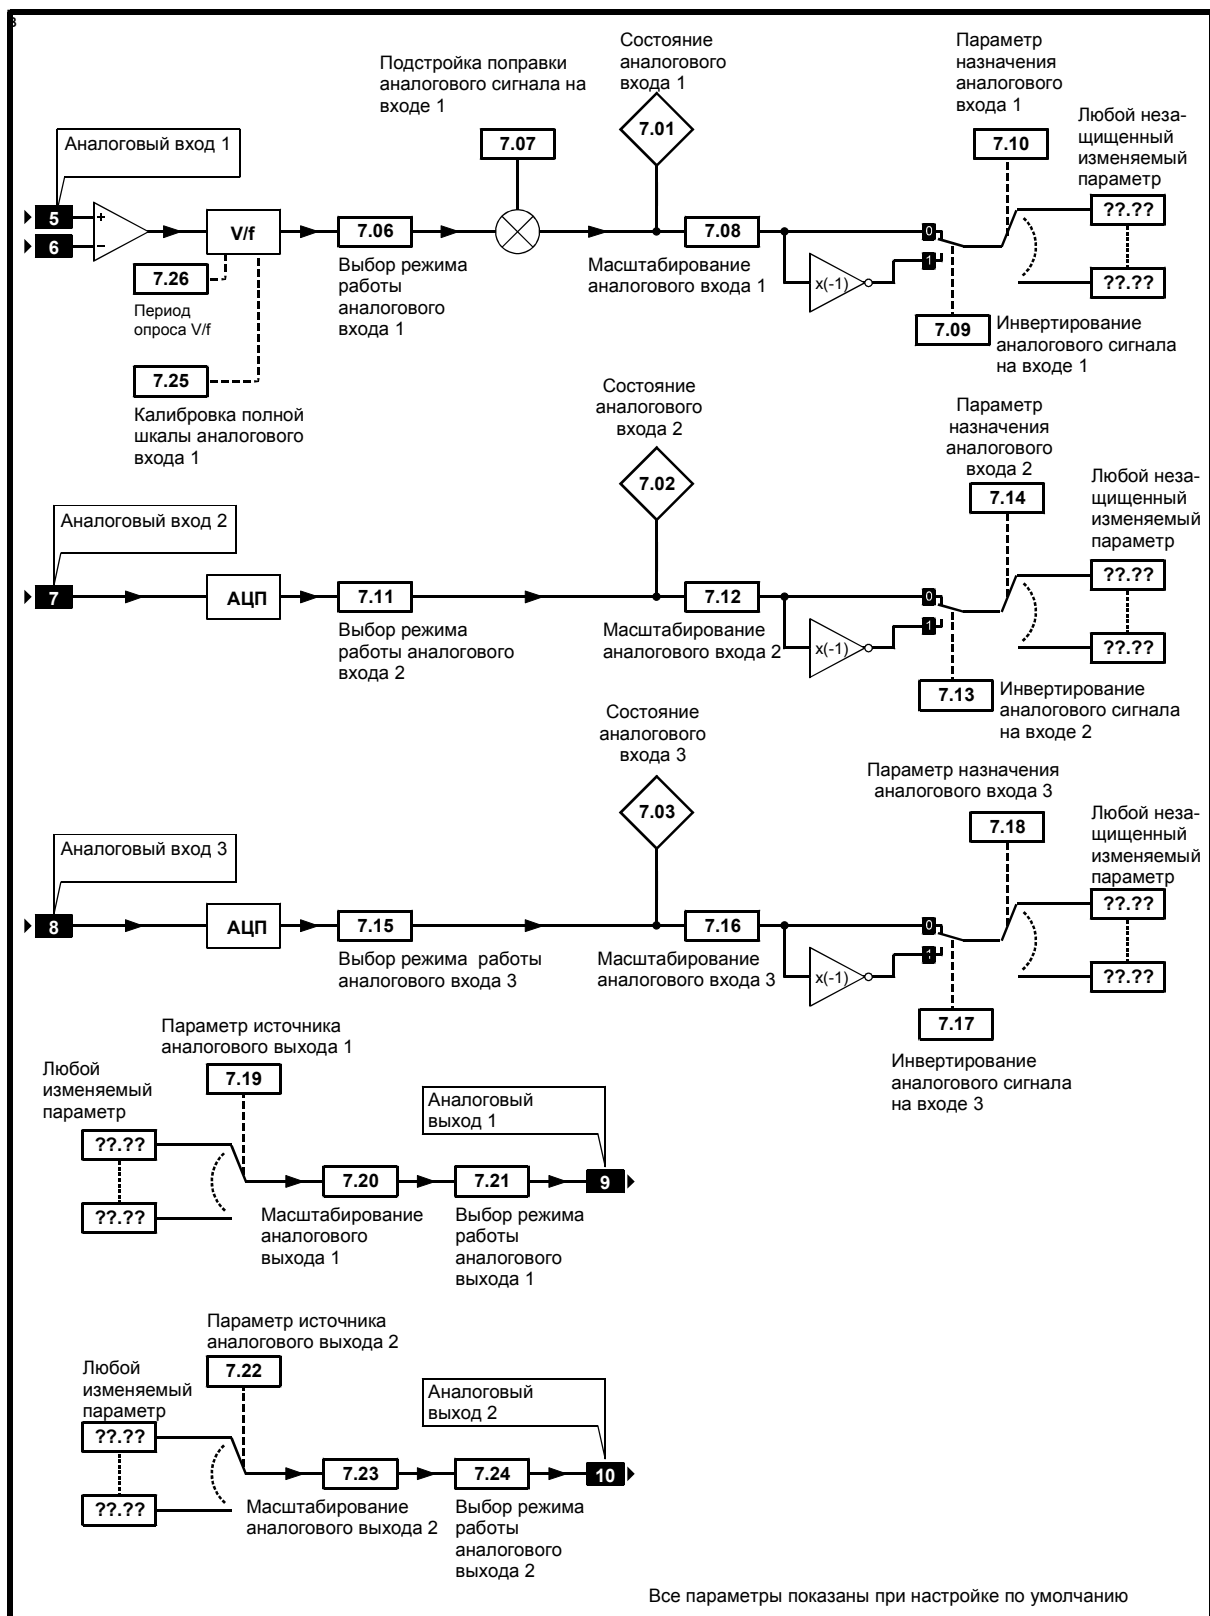 Подстройка поправки
аналогового сигнала на
входе 1
7.07
Состояние
аналогового
входа 1
7.01
Параметр
назначения
аналогового
входа 1
7.10
Любой неза-
щищенный
изменяемый
параметр
??.??
??.??
Аналоговый вход 1
5
6
+
−
V/f
7.06
Выбор режима
работы
аналогового
входа 1
7.08
Масштабирование
аналогового входа 1
x(-1)
0
1
7.09
Инвертирование
аналогового сигнала
на входе 1
7.26
Период
опроса V/f
7.25
Калибровка полной
шкалы аналогового
входа 1
Состояние
аналогового
входа 2
7.02
Параметр
назначения
аналогового
входа 2
7.14
Любой неза-
щищенный
изменяемый
параметр
??.??
??.??
Аналоговый вход 2
7
АЦП
7.11
Выбор режима
работы аналогового
входа 2
7.12
Масштабирование
аналогового входа 2
x(-1)
0
1
7.13
Инвертирование
аналогового сигнала
на входе 2
Состояние
аналогового
входа 3
7.03
Параметр назначения
аналогового входа 3
7.18
Любой неза-
щищенный
изменяемый
параметр
??.??
??.??
Аналоговый вход 3
8
АЦП
7.15
Выбор режима работы
аналогового входа 3
7.16
Масштабирование
аналогового входа 3
x(-1)
0
1
7.17
Инвертирование
аналогового сигнала
на входе 3
Параметр источника
аналогового выхода 1
7.19
Любой
изменяемый
параметр
??.??
??.??
7.20
Масштабирование
аналогового
выхода 1
7.21
Выбор режима
работы
аналогового
выхода 1
Аналоговый
выход 1
9
Параметр источника
аналогового выхода 2
7.22
Любой
изменяемый
параметр
??.??
??.??
7.23
Масштабирование
аналогового выхода 2
7.24
Выбор режима
работы
аналогового
выхода 2
Аналоговый
выход 2
10
Все параметры показаны при настройке по умолчанию